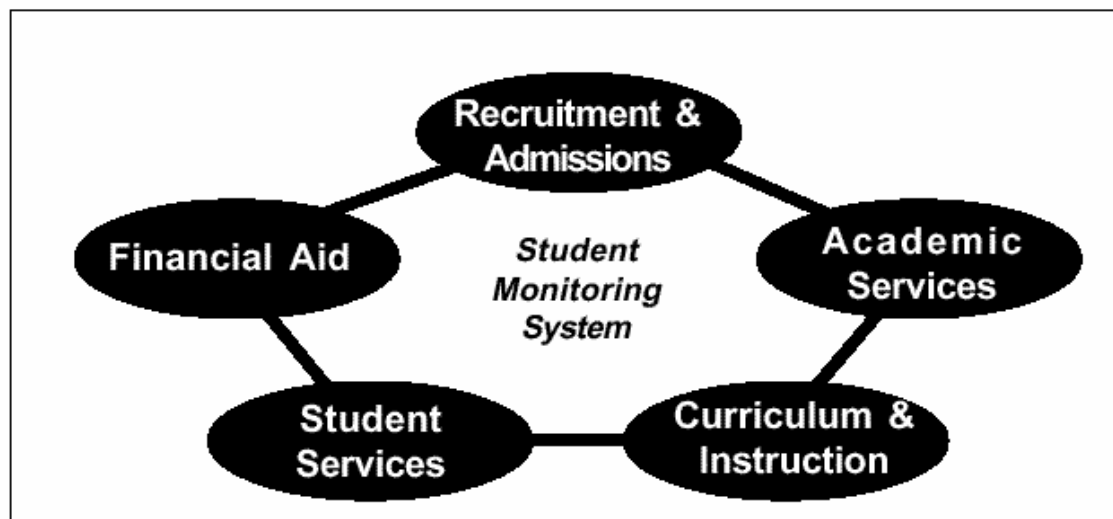 Recruitment &
Admissions
Financial Aid
Student
Monitoring
System
Academic
Services
Student
Services
Curriculum &
Instruction